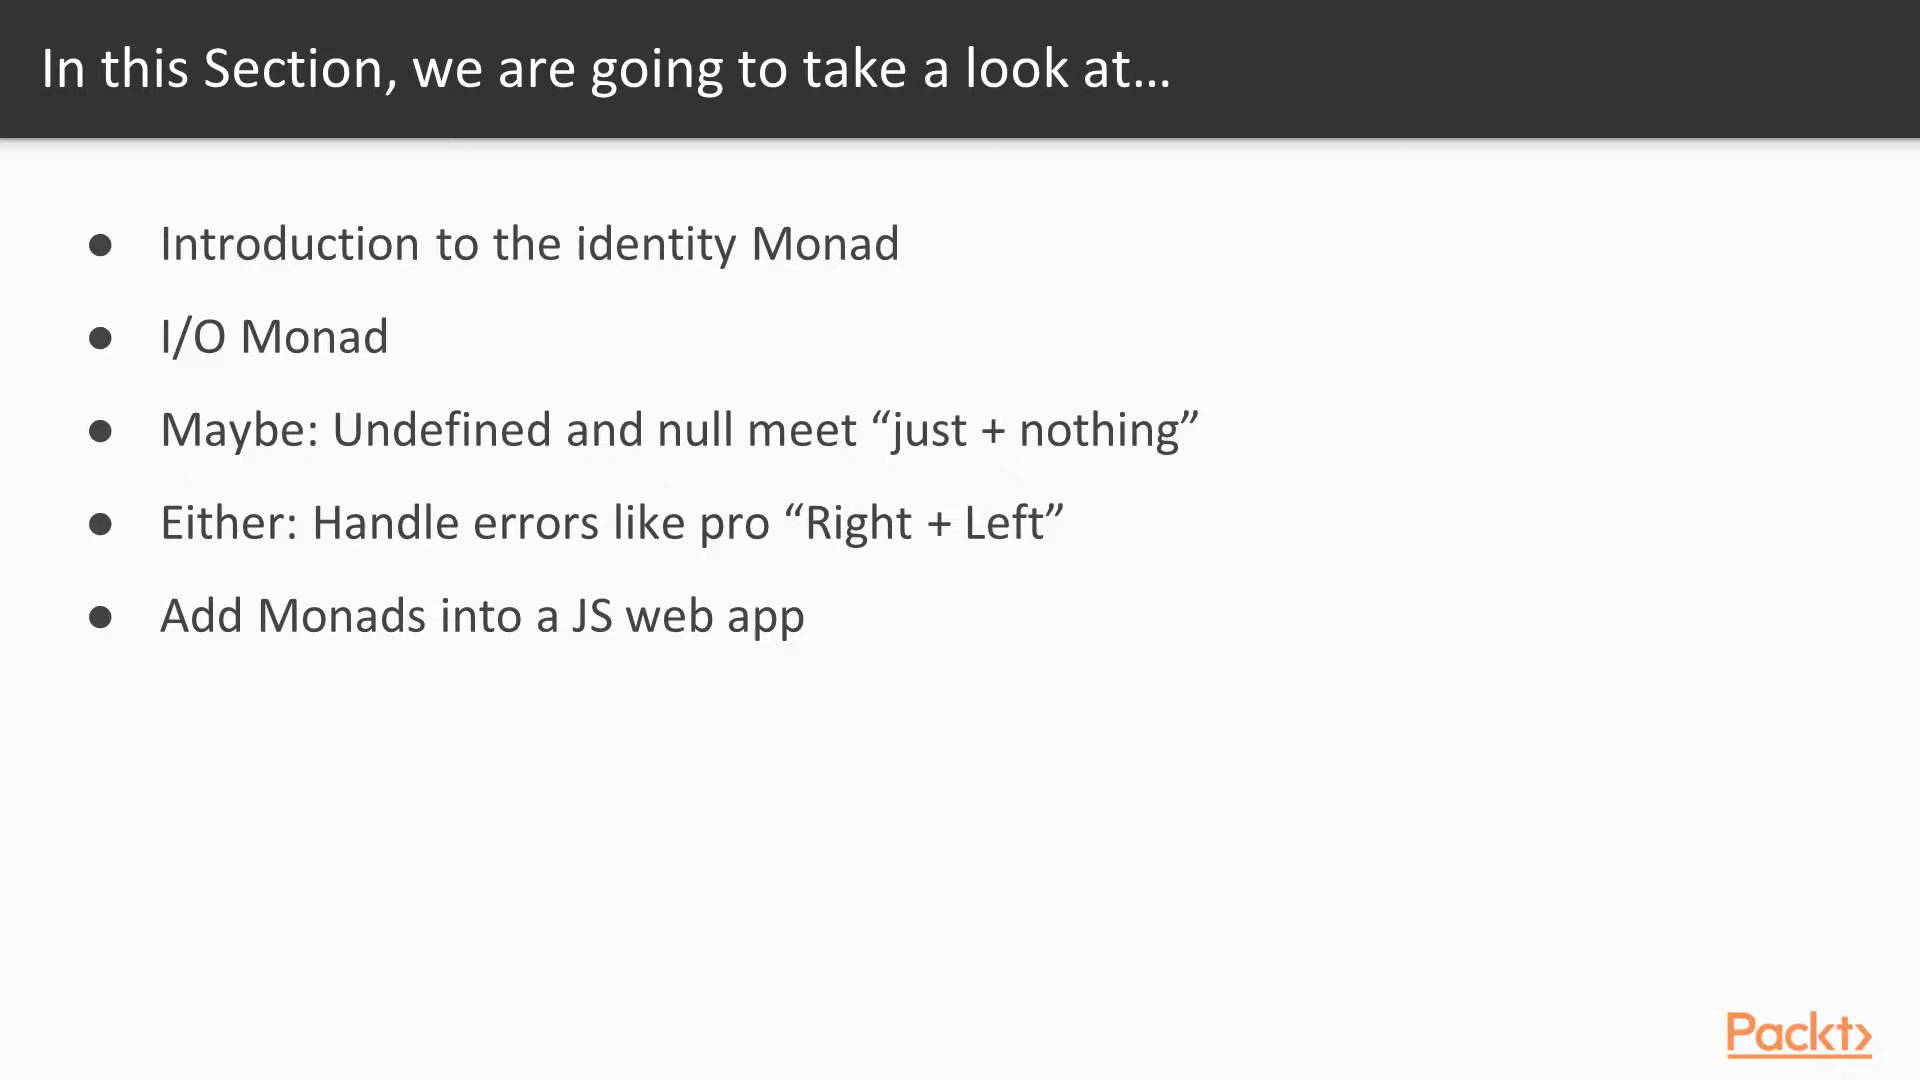 In this Section, we are going to take a look at...
● Introduction to the identity Monad
● I/O Monad
● Maybe: Undefined and null meet “just + nothing”
● Either: Handle errors like pro “Right + Left”
● Add Monads into a JS web app
Packt>